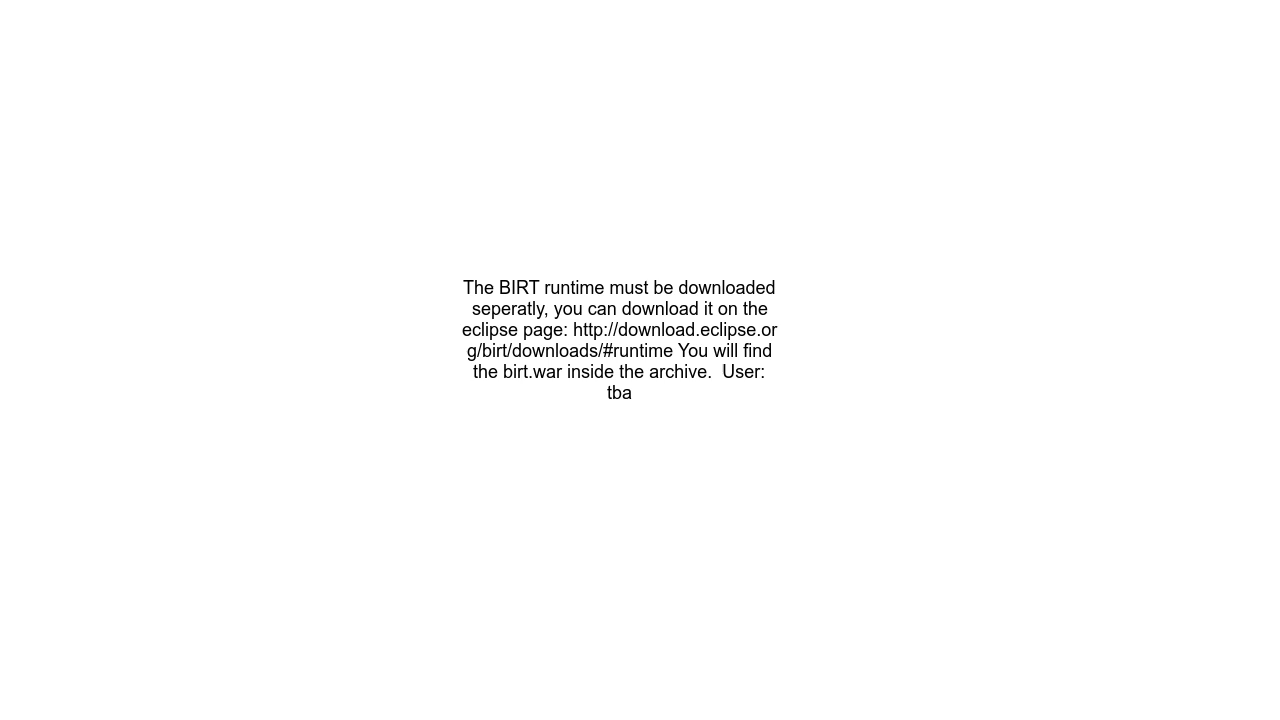 The BIRT runtime must be downloaded
seperatly, you can download it on the
eclipse page: http://download.eclipse.or
g/birt/downloads/#runtime You will find
the birt.war inside the archive.  User:
tba